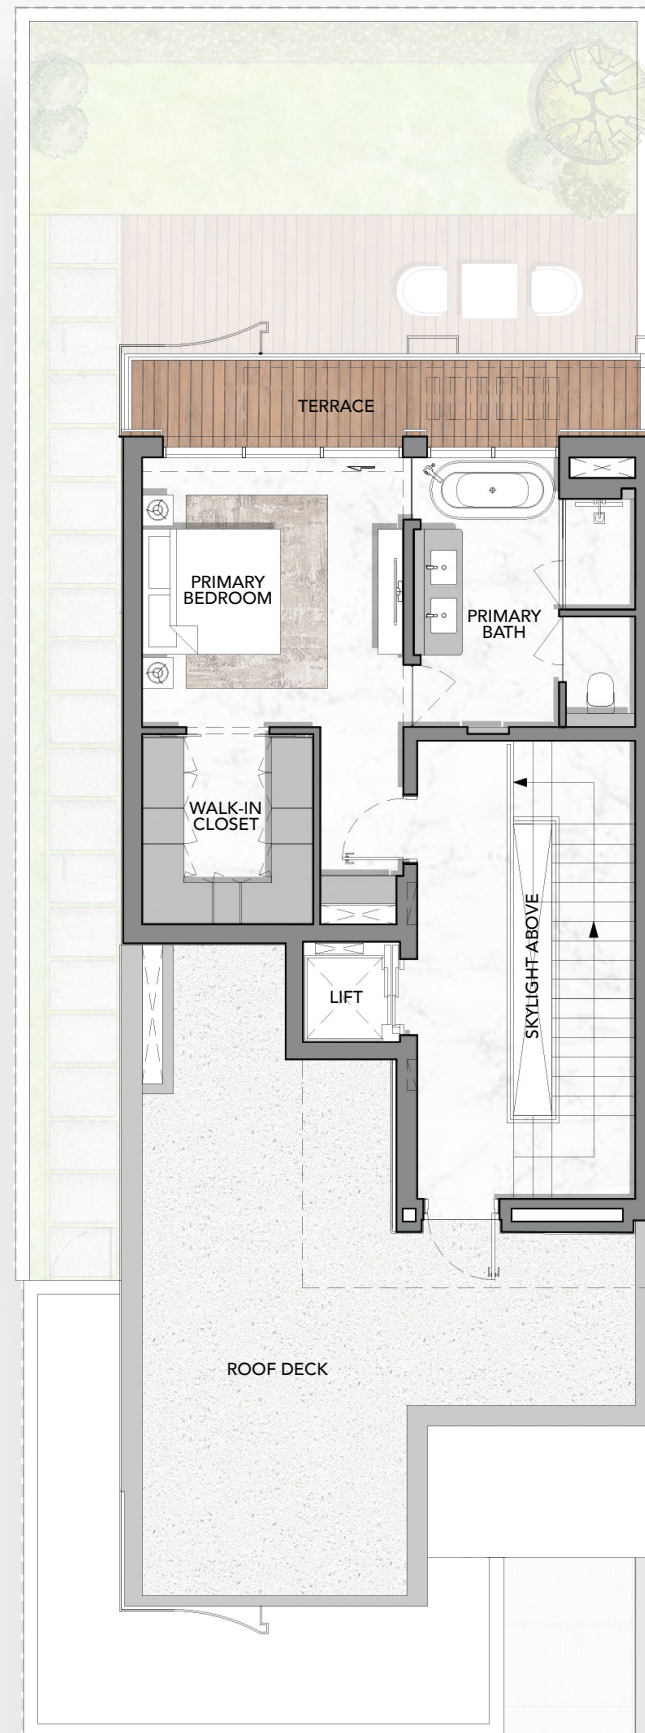 TERRACE
PRIMARY
BEDROOM
PRIMARY
BATH
WALK-IN
CLOSET
SKYLIGHT ABOVE
LIFT
ROOF DECK